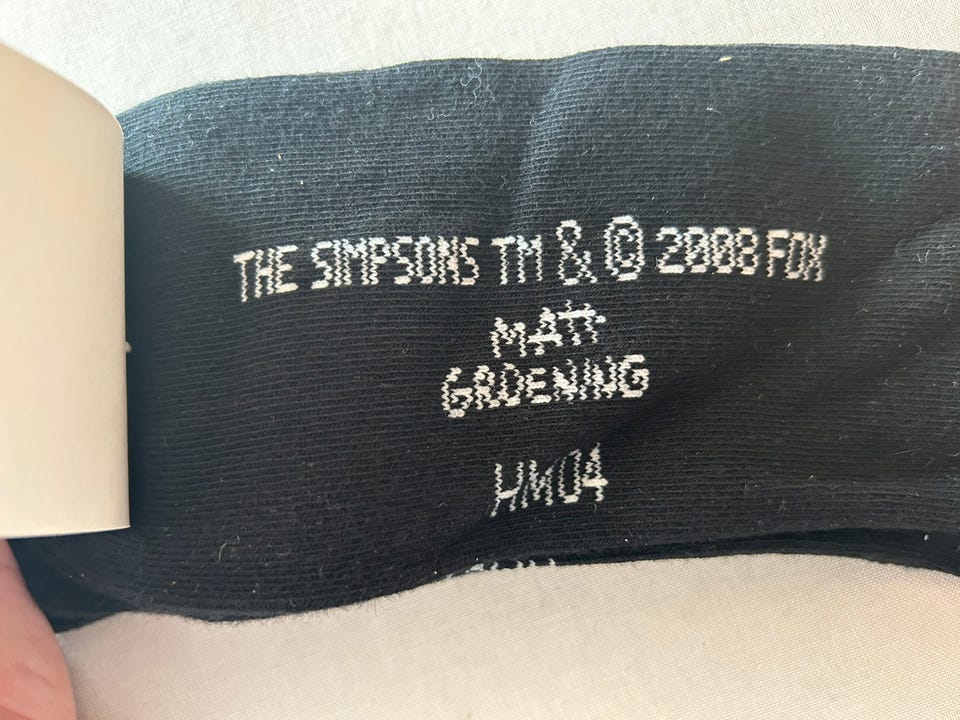 THE SIMPSONS TM & © 2008 FOX
MATT
GROENING
HM04